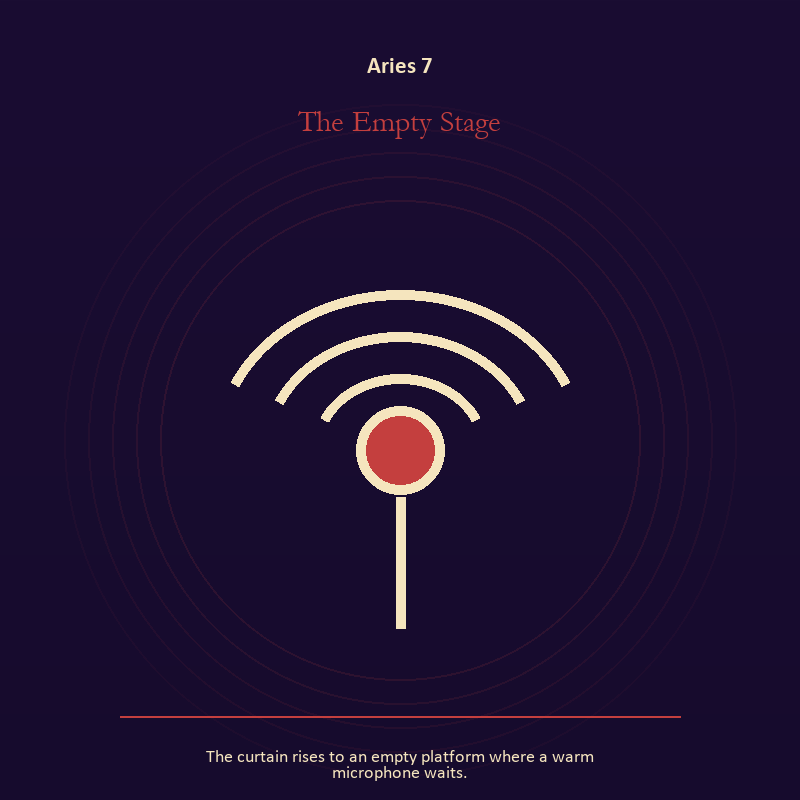 Aries 7
The Empty Stage
The curtain rises to an empty platform where a warm
microphone waits.